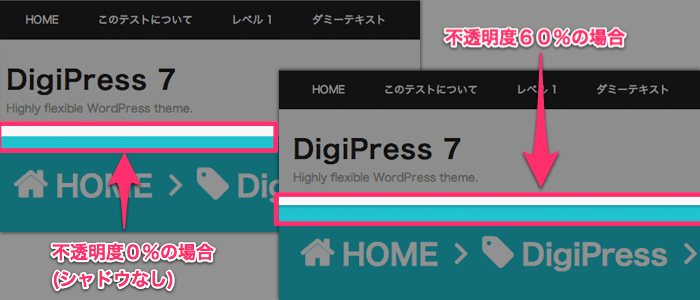 HOME このテストについて レベル 1 ダミーテキスト
DigiPress 7
Highly flexible WordPress theme.
HOME Dig
不透明度０％の場合
(シャドウなし)
不透明度６０％の場合
HOME このテストについて レベル 1 ダミーテキスト
DigiPress 7
Highly flexible WordPress theme.
HOME DigiPress